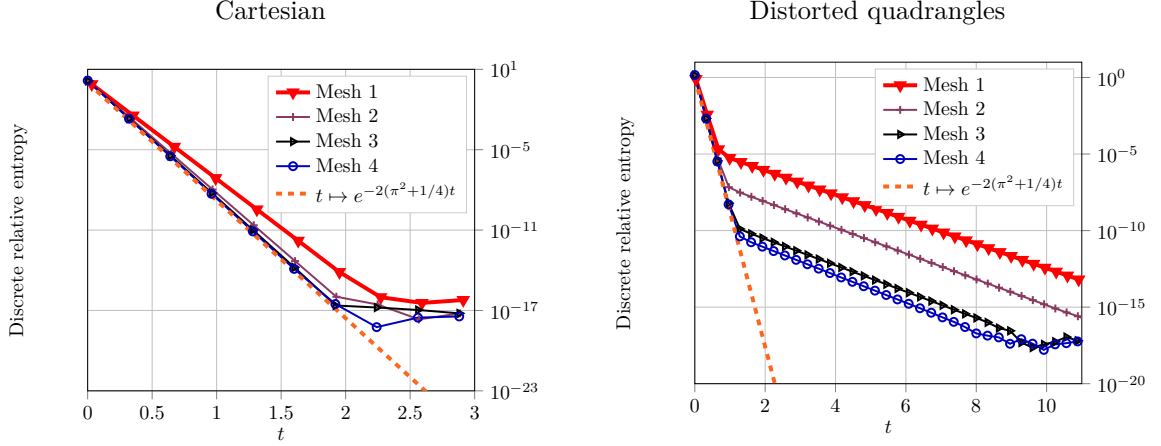 Cartesian
Discrete relative entropy
10^1
10^{-5}
10^{-11}
10^{-17}
10^{-23}
Mesh 1
Mesh 2
Mesh 3
Mesh 4
t ↦ e^{-2(π^2+1/4)t}
0 0.5 1 1.5 2 2.5 3
t
Distorted quadrangles
Discrete relative entropy
10^0
10^{-5}
10^{-10}
10^{-15}
10^{-20}
Mesh 1
Mesh 2
Mesh 3
Mesh 4
t ↦ e^{-2(π^2+1/4)t}
0 2 4 6 8 10
t